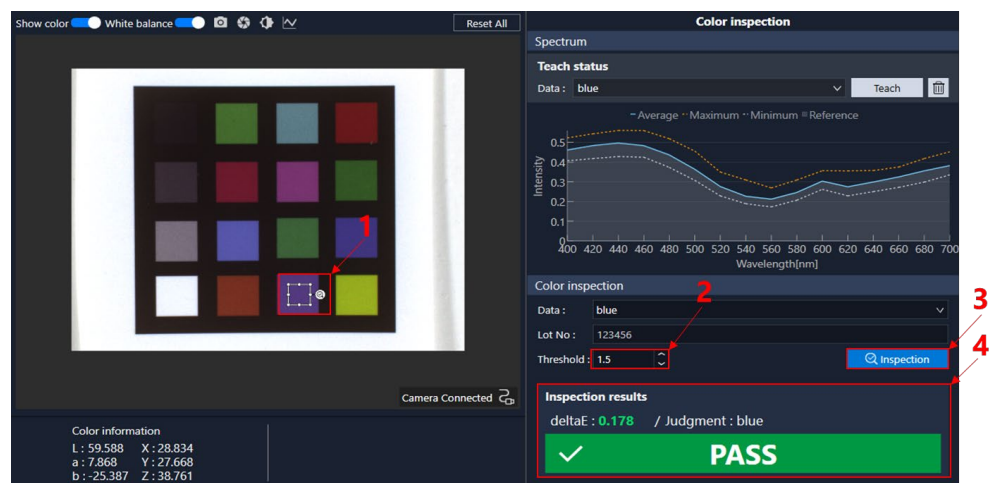 Show color White balance Reset All
Color inspection
Spectrum
Teach status
Data : blue Teach
Average Maximum Minimum Reference
Intensity
0.5
0.4
0.3
0.2
0.1
0
400 420 440 460 480 500 520 540 560 580 600 620 640 660 680 700
Wavelength[nm]
1
Color inspection
2
Data : blue
3
Lot No : 123456
4
Threshold : 1.5 Inspection
Camera Connected
Inspection results
deltaE : 0.178 / Judgment : blue
PASS
Color information
L : 59.588 X : 28.834
a : 7.868 Y : 27.668
b : -25.387 Z : 38.761